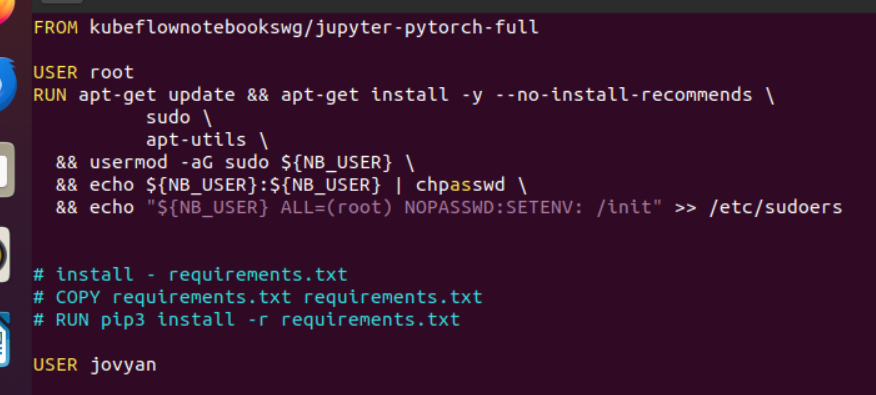 FROM kubeflownotebookswg/jupyter-pytorch-full
USER root
RUN apt-get update && apt-get install -y --no-install-recommends \
sudo \
apt-utils \
&& usermod -aG sudo ${NB_USER} \
&& echo ${NB_USER}:${NB_USER} | chpasswd \
&& echo "${NB_USER} ALL=(root) NOPASSWD:SETENV: /init" >> /etc/sudoers
# install - requirements.txt
# COPY requirements.txt requirements.txt
# RUN pip3 install -r requirements.txt
USER jovyan